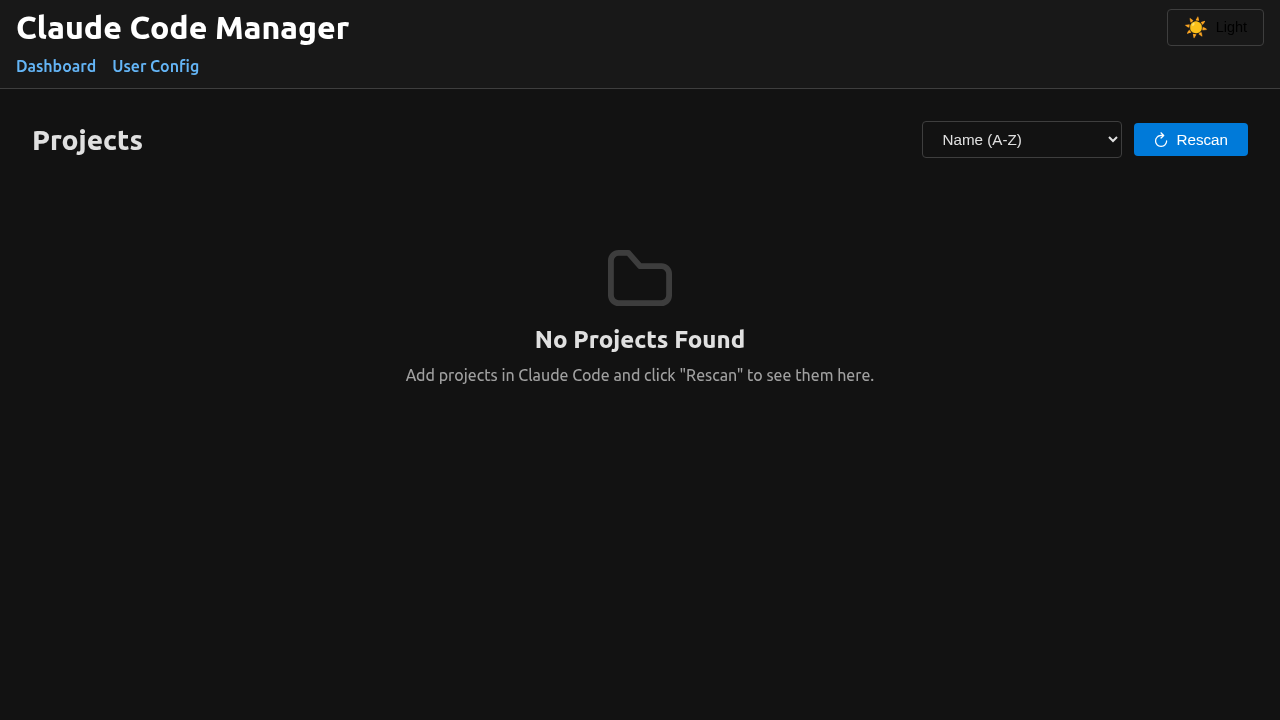 Claude Code Manager
☀️ Light
Dashboard User Config
Projects
Name (A-Z)
↻ Rescan
No Projects Found
Add projects in Claude Code and click "Rescan" to see them here.